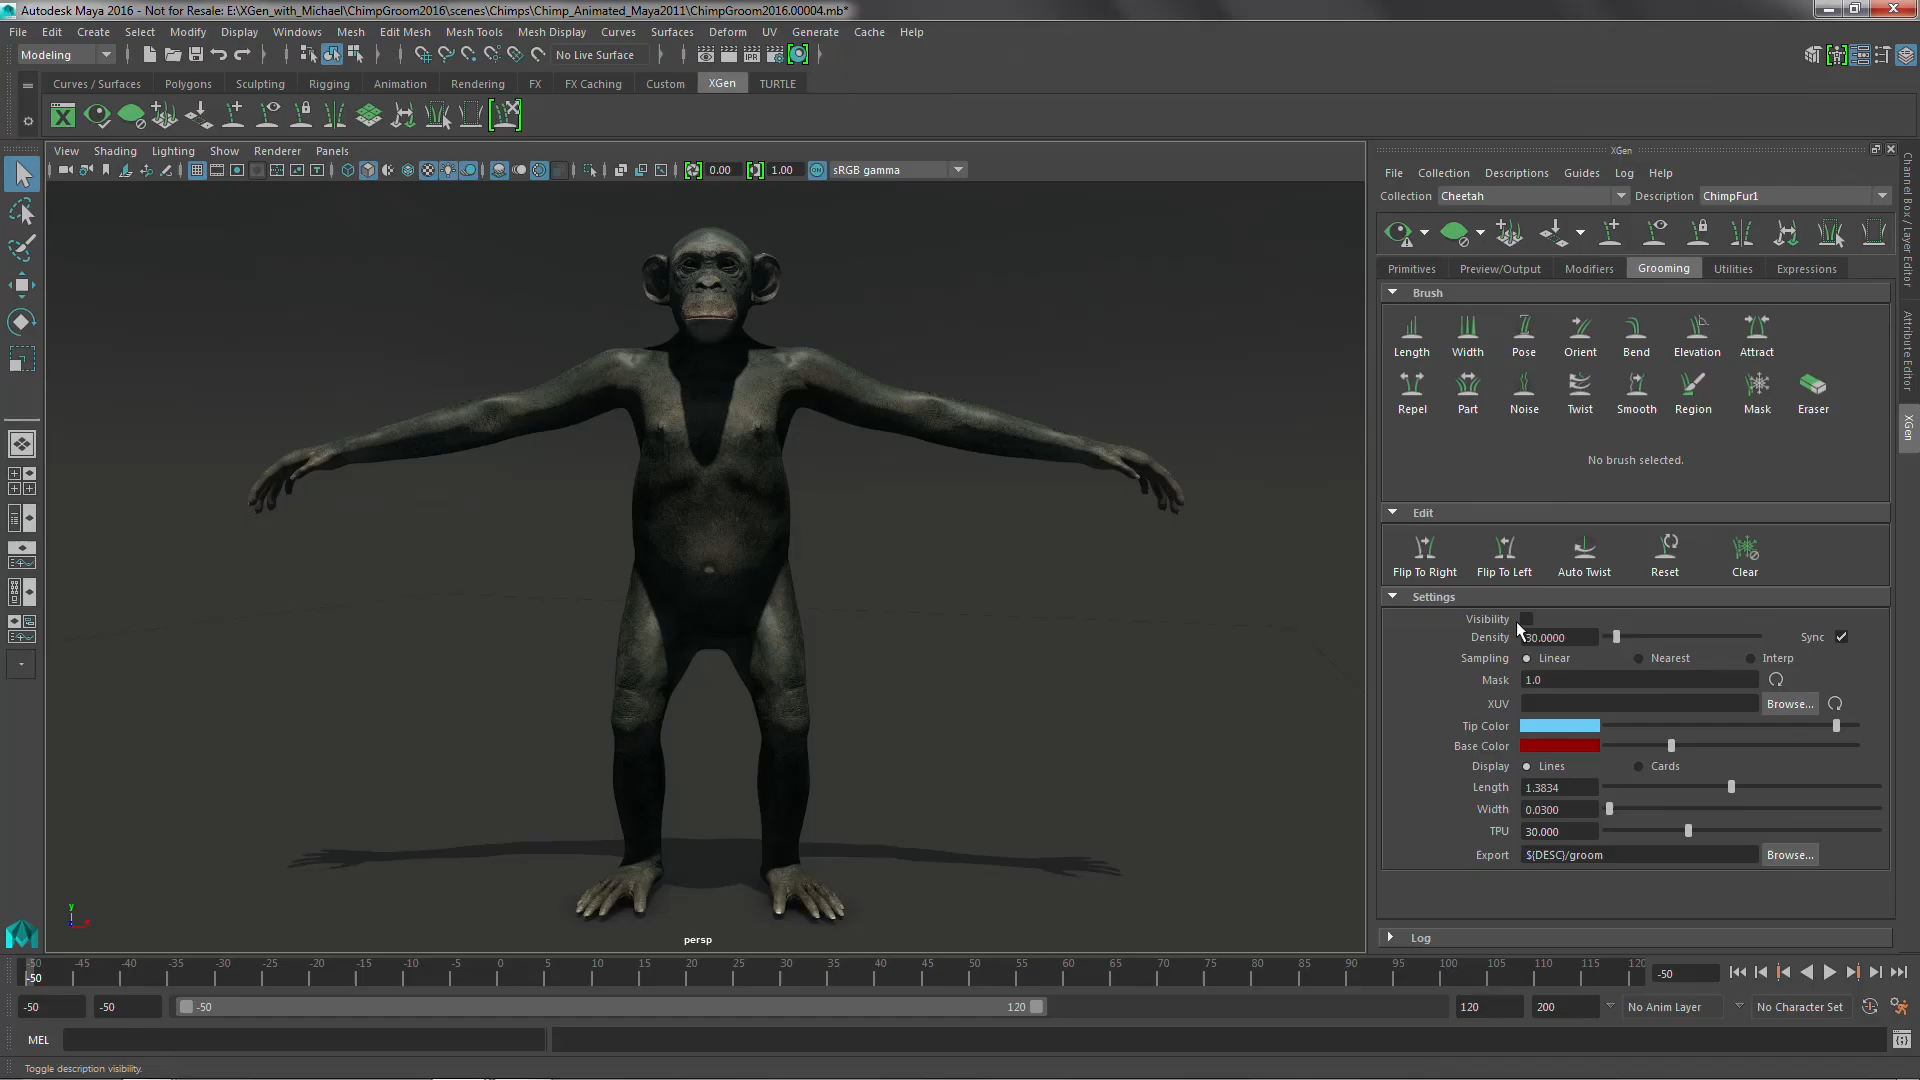 Autodesk Maya 2016 - Not for Resale: E:\XGen_with_Michael\ChimpGroom2016\scenes\Chimps\Chimp_Animated_Maya2011\ChimpGroom2016.00004.mb*
File Edit Create Select Modify Display Windows Mesh Edit Mesh Mesh Tools Mesh Display Curves Surfaces Deform UV Generate Cache Help
Modeling No Live Surface IPR
Curves / Surfaces Polygons Sculpting Rigging Animation Rendering FX FX Caching Custom XGen TURTLE
View Shading Lighting Show Renderer Panels
0.00 1.00 ON sRGB gamma
persp
y
XGen
File Collection Descriptions Guides Log Help
Collection Cheetah Description ChimpFur1
Primitives Preview/Output Modifiers Grooming Utilities Expressions
Brush
Length Width Pose Orient Bend Elevation Attract
Repel Part Noise Twist Smooth Region Mask Eraser
No brush selected.
Edit
Flip To Right Flip To Left Auto Twist Reset Clear
Settings
Visibility
Density 30.0000 Sync
Sampling Linear Nearest Interp
Mask 1.0
XUV Browse...
Tip Color
Base Color
Display Lines Cards
Length 1.3834
Width 0.0300
TPU 30.000
Export ${DESC}/groom Browse...
Log
Channel Box / Layer Editor
Attribute Editor
XGen
-50 -45 -40 -35 -30 -25 -20 -15 -10 -5 0 5 10 15 20 25 30 35 40 45 50 55 60 65 70 75 80 85 90 95 100 105 110 115 120
-50 -50
-50 -50 -50 120 120 200 No Anim Layer No Character Set
MEL
Toggle description visibility.